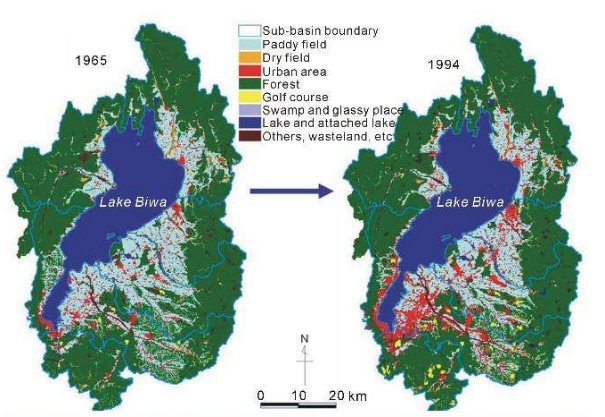 1965
Sub-basin boundary
Paddy field
Dry field
Urban area
Forest
Golf course
Swamp and glassy place
Lake and attached lake
Others, wasteland, etc
1994
Lake Biwa
Lake Biwa
N
0 10 20 km